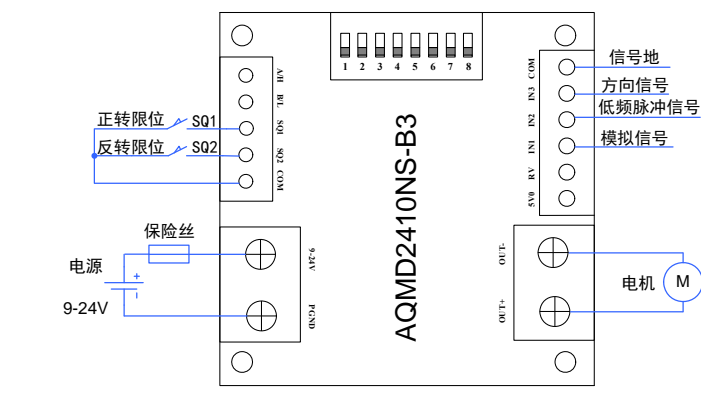 1 2 3 4 5 6 7 8
A/H
B/L
SQ1
SQ2
COM
正转限位 SQ1
反转限位 SQ2
保险丝
电源
+
-
9-24V
9-24V
PGND
AQMD2410NS-B3
COM
IN3
IN2
IN1
RV
5V0
信号地
方向信号
低频脉冲信号
模拟信号
OUT-
OUT+
电机 M